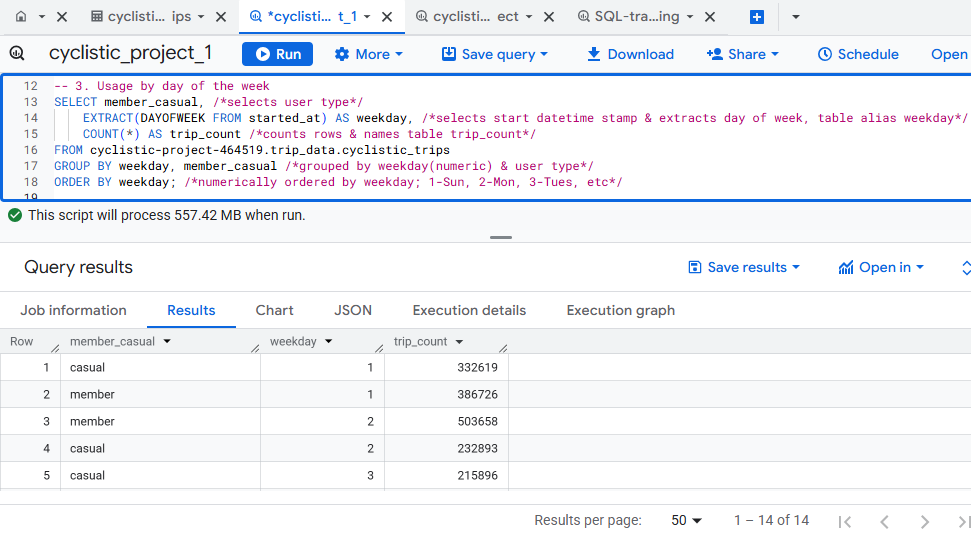 cyclisti... ips
*cyclisti... t_1
cyclisti... ect
SQL-tra...ing
cyclistic_project_1
Run
More
Save query
Download
Share
Schedule
Open
12 -- 3. Usage by day of the week
13 SELECT member_casual, /*selects user type*/
14 EXTRACT(DAYOFWEEK FROM started_at) AS weekday, /*selects start datetime stamp & extracts day of week, table alias weekday*/
15 COUNT(*) AS trip_count /*counts rows & names table trip_count*/
16 FROM cyclistic-project-464519.trip_data.cyclistic_trips
17 GROUP BY weekday, member_casual /*grouped by weekday(numeric) & user type*/
18 ORDER BY weekday; /*numerically ordered by weekday; 1-Sun, 2-Mon, 3-Tues, etc*/
19
This script will process 557.42 MB when run.
Query results
Save results
Open in
Job information
Results
Chart
JSON
Execution details
Execution graph
Row member_casual weekday trip_count
1 casual 1 332619
2 member 1 386726
3 member 2 503658
4 casual 2 232893
5 casual 3 215896
Results per page: 50 1 – 14 of 14